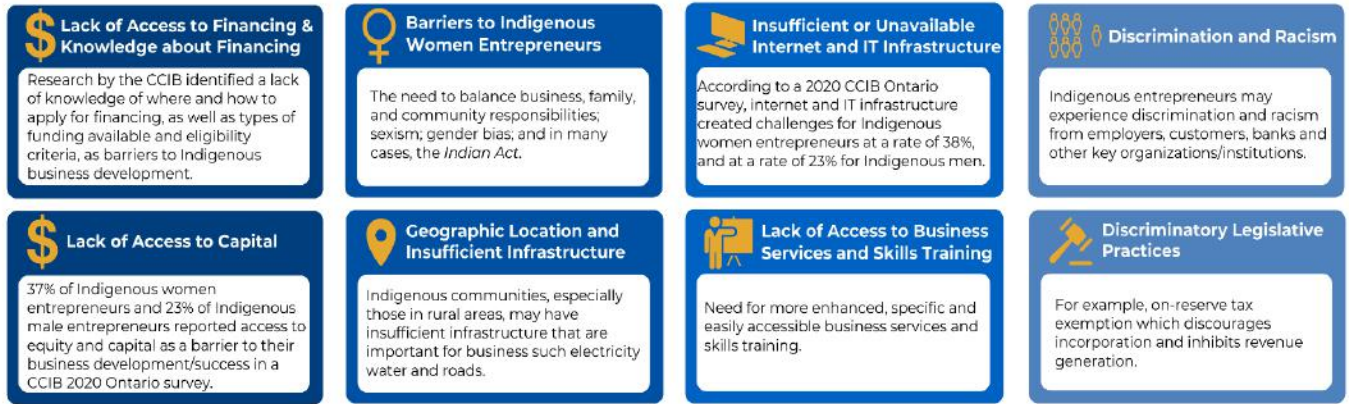 Lack of Access to Financing &
Knowledge about Financing
Research by the CCIB identified a lack
of knowledge of where and how to
apply for financing, as well as types of
funding available and eligibility
criteria, as barriers to Indigenous
business development.
Barriers to Indigenous
Women Entrepreneurs
The need to balance business, family,
and community responsibilities;
sexism; gender bias; and in many
cases, the Indian Act.
Insufficient or Unavailable
Internet and IT Infrastructure
According to a 2020 CCIB Ontario
survey, internet and IT infrastructure
created challenges for Indigenous
women entrepreneurs at a rate of 38%,
and at a rate of 23% for Indigenous men.
Discrimination and Racism
Indigenous entrepreneurs may
experience discrimination and racism
from employers, customers, banks and
other key organizations/institutions.
Lack of Access to Capital
37% of Indigenous women
entrepreneurs and 23% of Indigenous
male entrepreneurs reported access to
equity and capital as a barrier to their
business development/success in a
CCIB 2020 Ontario survey.
Geographic Location and
Insufficient Infrastructure
Indigenous communities, especially
those in rural areas, may have
insufficient infrastructure that are
important for business such electricity
water and roads.
Lack of Access to Business
Services and Skills Training
Need for more enhanced, specific and
easily accessible business services and
skills training.
Discriminatory Legislative
Practices
For example, on-reserve tax
exemption which discourages
incorporation and inhibits revenue
generation.